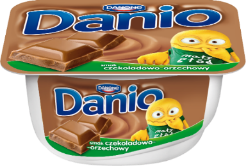 DANONE
Danio
smak
czekoladowo-
-orzechowy
DANONE
Danio
smak
czekoladowo-
-orzechowy